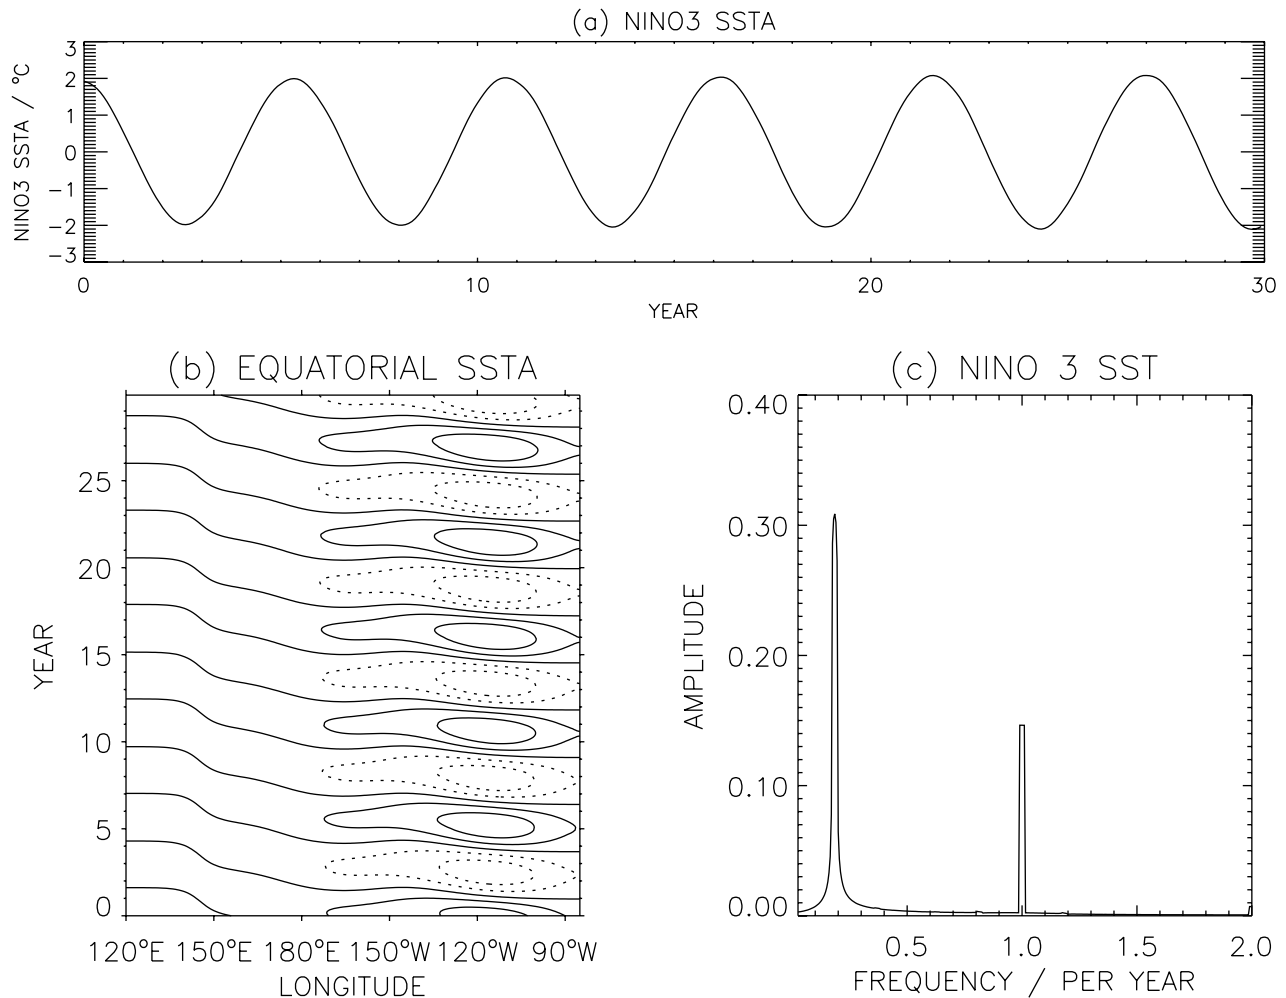 (a) NINO3 SSTA
NINO3 SSTA / °C
3
2
1
0
−1
−2
−3
0 10 20 30
YEAR
(b) EQUATORIAL SSTA
YEAR
25
20
15
10
5
0
120°E 150°E 180°E 150°W 120°W 90°W
LONGITUDE
(c) NINO 3 SST
AMPLITUDE
0.40
0.30
0.20
0.10
0.00
0.5 1.0 1.5 2.0
FREQUENCY / PER YEAR